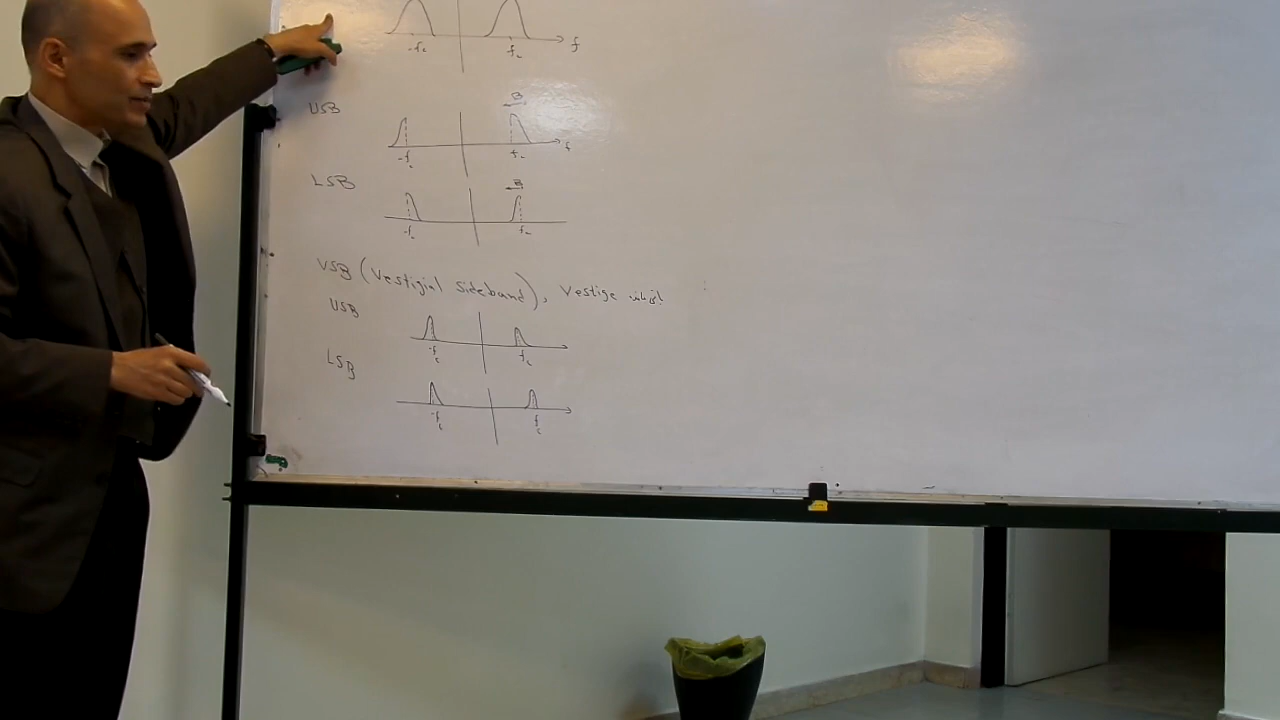 -fc fc f
USB
B
-fc fc f
LSB
B
-fc fc
VSB (Vestigial Sideband), Vestige
USB
-fc fc
LSB
-fc fc